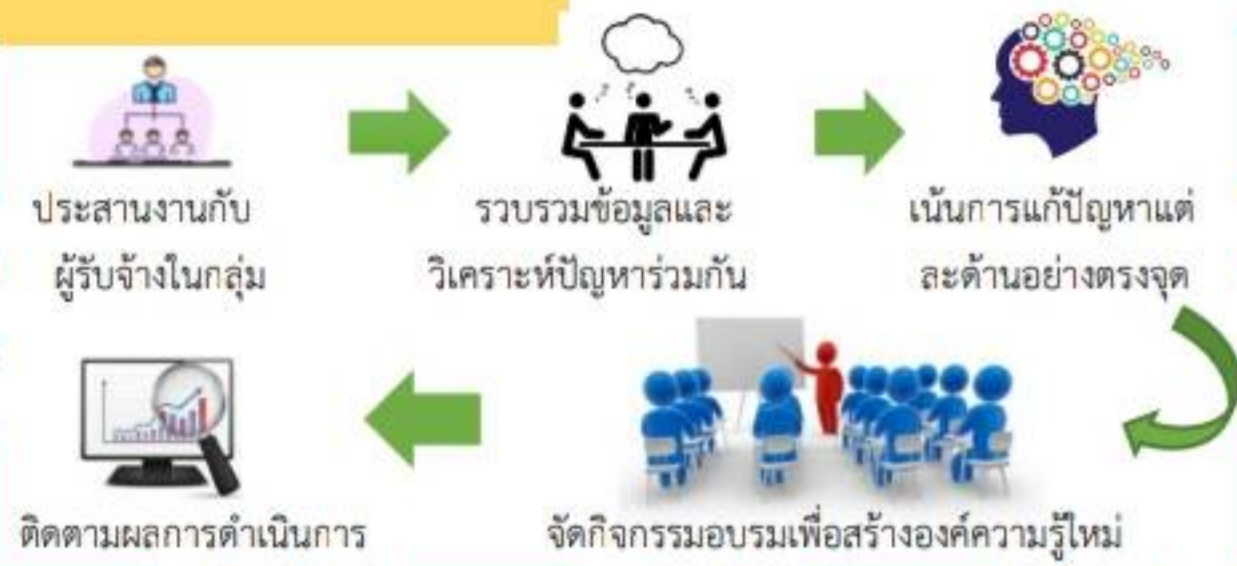 ประสานงานกับ
ผู้รับจ้างในกลุ่ม
รวบรวมข้อมูลและ
วิเคราะห์ปัญหาร่วมกัน
เน้นการแก้ปัญหาแต่
ละด้านอย่างตรงจุด
จัดกิจกรรมอบรมเพื่อสร้างองค์ความรู้ใหม่
ติดตามผลการดำเนินการ